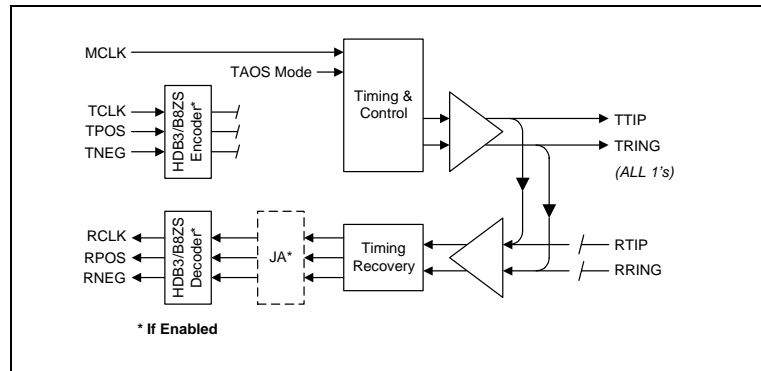 MCLK
TAOS Mode
Timing &
Control
TCLK
TPOS
TNEG
HDB3/B8ZS
Encoder*
TTIP
TRING
(ALL 1's)
RCLK
RPOS
RNEG
HDB3/B8ZS
Decoder*
JA*
Timing
Recovery
RTIP
RRING
* If Enabled